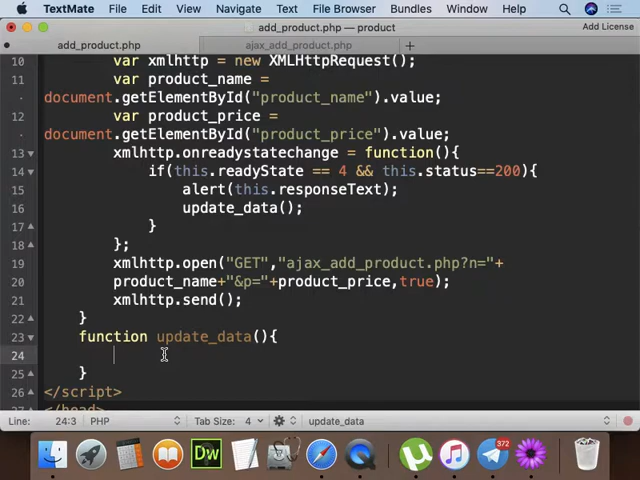 TextMate File Edit View Navigate Text File Browser Bundles Window Help
add_product.php — product
Add License
add_product.php ajax_add_product.php +
10 var xmlhttp = new XMLHttpRequest();
11 var product_name =
document.getElementById("product_name").value;
12 var product_price =
document.getElementById("product_price").value;
13 xmlhttp.onreadystatechange = function(){
14 if(this.readyState == 4 && this.status==200){
15 alert(this.responseText);
16 update_data();
17 }
18 };
19 xmlhttp.open("GET","ajax_add_product.php?n="+
20 product_name+"&p="+product_price,true);
21 xmlhttp.send();
22 }
23 function update_data(){
24
25 }
26 </script>
27 </head>
Line: 24:3 PHP Tab Size: 4 update_data
Dw
372